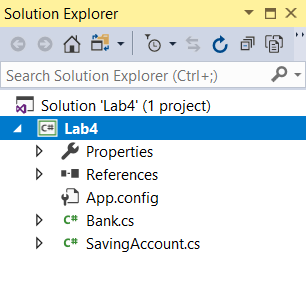 Solution Explorer
Search Solution Explorer (Ctrl+;)
Solution 'Lab4' (1 project)
C# Lab4
Properties
References
App.config
C# Bank.cs
C# SavingAccount.cs